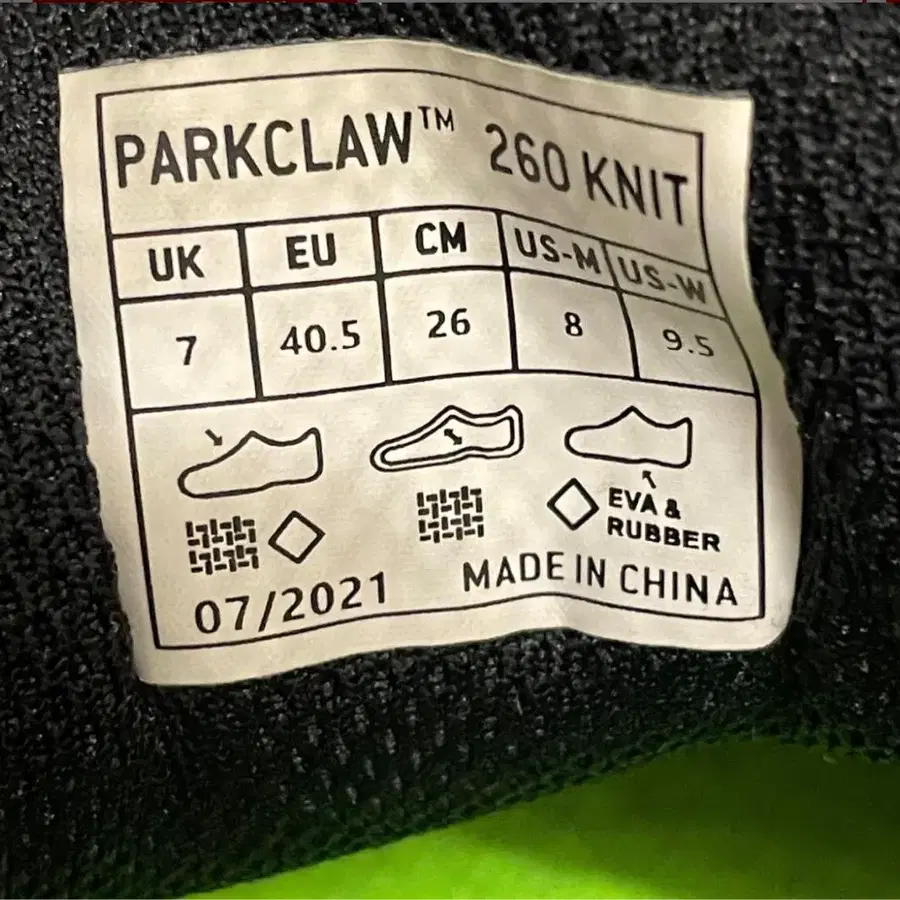 PARKCLAW™ 260 KNIT
UK EU CM US-M US-W
7 40.5 26 8 9.5
EVA &
RUBBER
07/2021 MADE IN CHINA